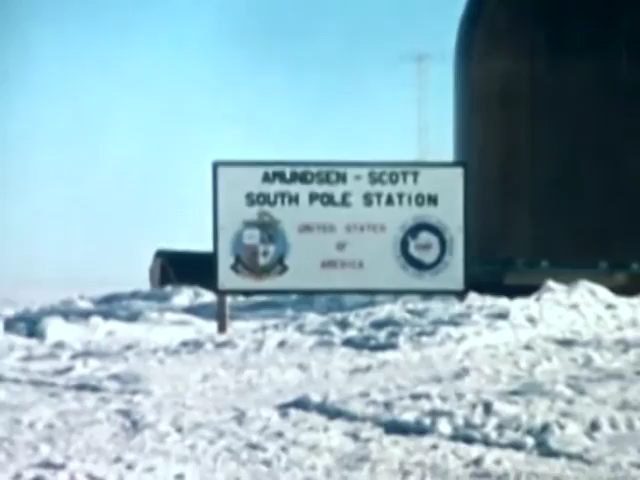 AMUNDSEN - SCOTT
SOUTH POLE STATION
UNITED STATES
OF
AMERICA